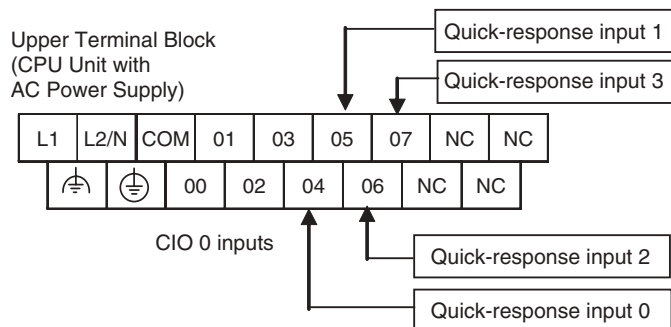 Upper Terminal Block
(CPU Unit with
AC Power Supply)
Quick-response input 1
Quick-response input 3
L1 L2/N COM 01 03 05 07 NC NC
00 02 04 06 NC NC
CIO 0 inputs
Quick-response input 2
Quick-response input 0